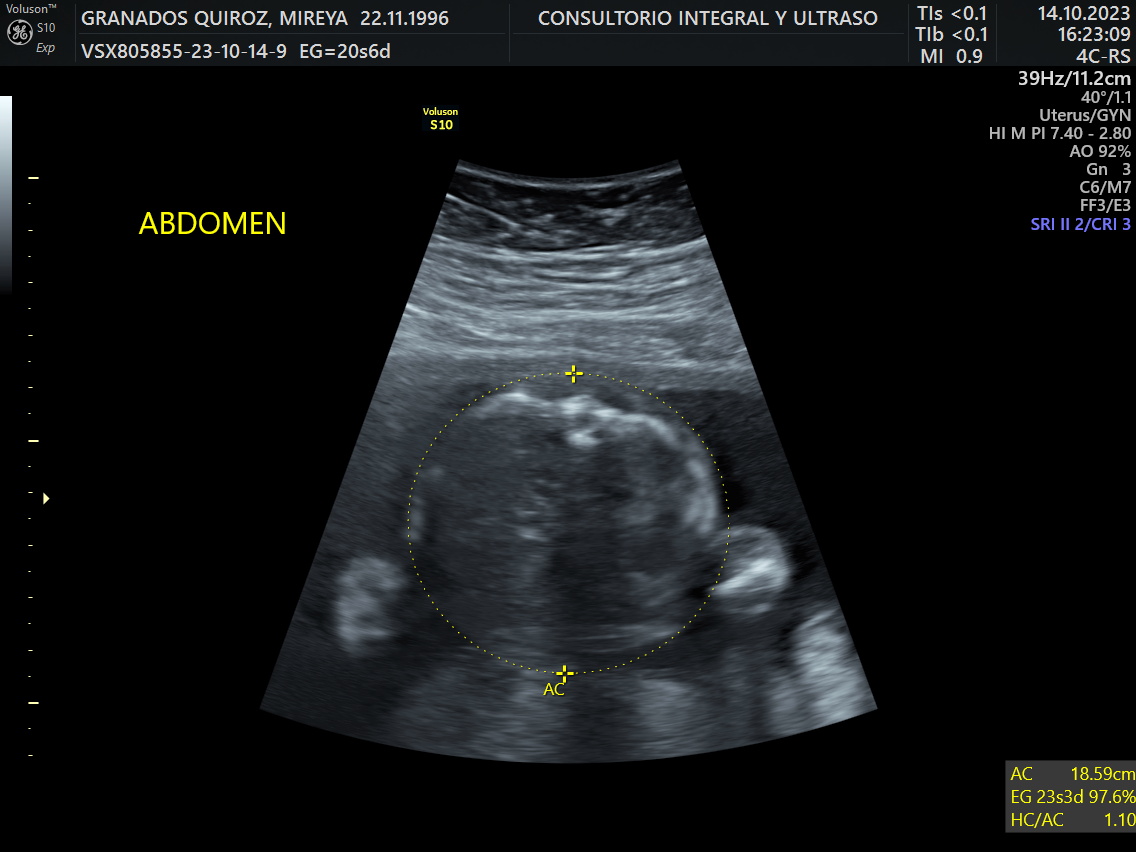 Voluson™
S10
Exp
GRANADOS QUIROZ, MIREYA 22.11.1996
VSX805855-23-10-14-9 EG=20s6d
CONSULTORIO INTEGRAL Y ULTRASO
TIs <0.1
TIb <0.1
MI 0.9
14.10.2023
16:23:09
4C-RS
39Hz/11.2cm
40°/1.1
Uterus/GYN
HI M PI 7.40 - 2.80
AO 92%
Gn 3
C6/M7
FF3/E3
SRI II 2/CRI 3
Voluson
S10
ABDOMEN
AC
AC 18.59cm
EG 23s3d 97.6%
HC/AC 1.10